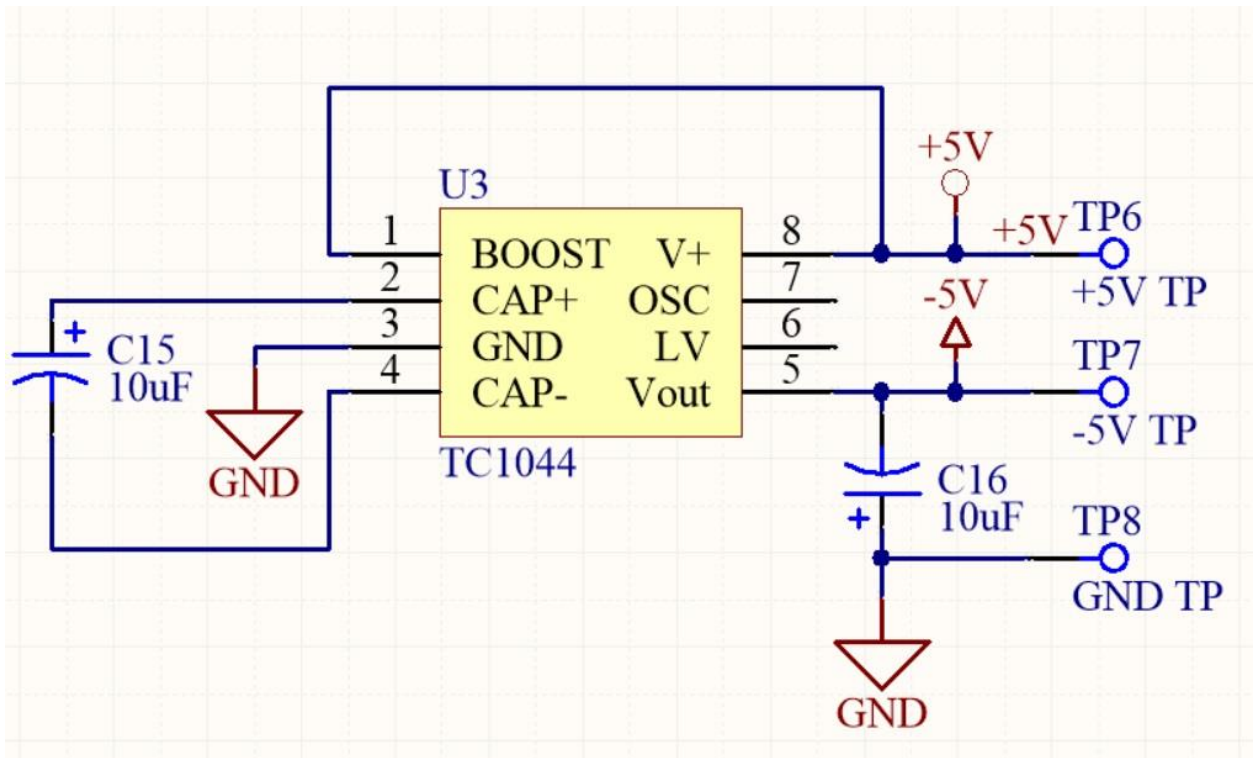 +5V
U3
1
BOOST
V+
8
+5V
TP6
+5V TP
2
CAP+
OSC
7
-5V
3
GND
LV
6
4
CAP-
Vout
5
TP7
-5V TP
+
C15
10uF
GND
TC1044
C16
10uF
+
TP8
GND TP
GND